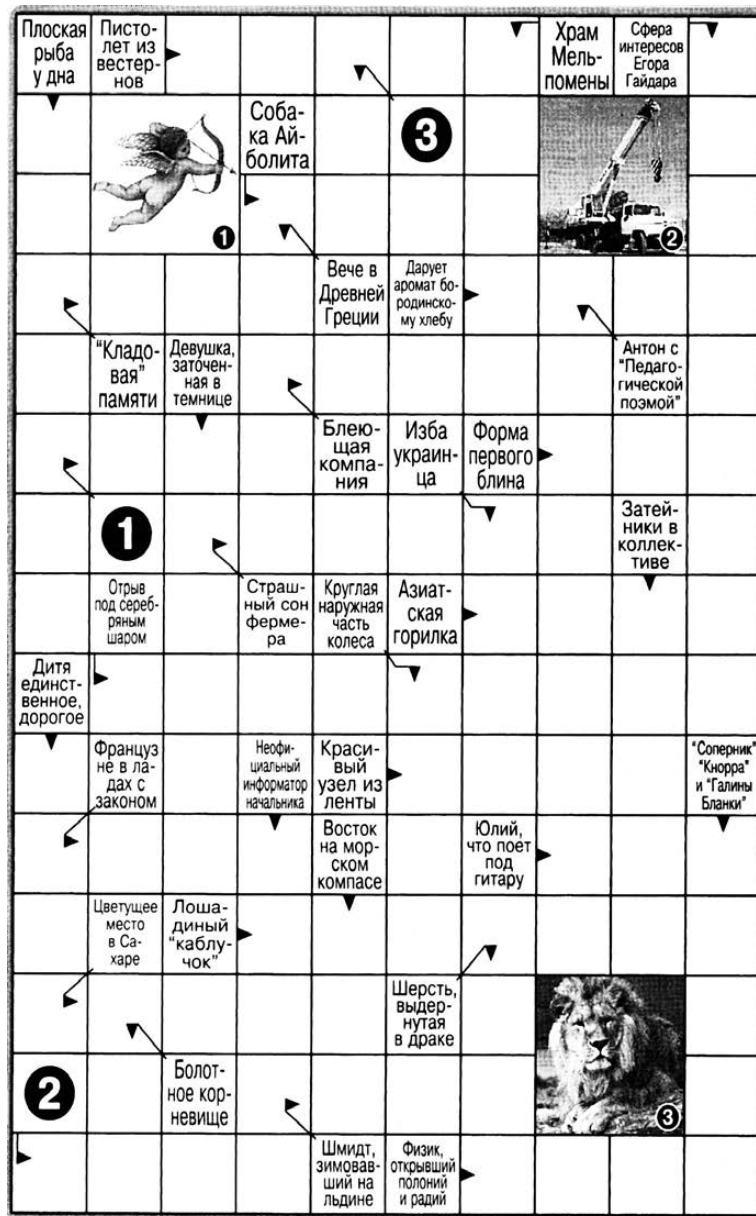 Плоская
рыба
у дна
Писто-
лет из
вестер-
нов
Храм
Мель-
помены
Сфера
интересов
Егора
Гайдара
Соба-
ка Ай-
болита
3
1
2
Вече в
Древней
Греции
Дарует
аромат бо-
родинско-
му хлебу
"Кладо-
вая"
памяти
Девушка,
заточен-
ная в
темнице
Антон с
"Педаго-
гической
поэмой"
Блею-
щая
компа-
ния
Изба
украин-
ца
Форма
первого
блина
1
Затей-
ники в
коллек-
тиве
Отрыв
под сереб-
ряным
шаром
Страш-
ный сон
ферме-
ра
Круглая
наружная
часть
колеса
Азиат-
ская
горилка
Дитя
единст-
венное,
дорогое
Француз
не в ла-
дах с
законом
Неофи-
циальный
информатор
начальника
Краси-
вый
узел из
ленты
"Соперник"
"Кнорра"
и "Галины
Бланки"
Восток
на мор-
ском
компасе
Юлий,
что поет
под
гитару
Цветущее
место
в Са-
харе
Лоша-
диный
"каблу-
чок"
Шерсть,
выдер-
нутая
в драке
2
Болот-
ное кор-
невище
3
Шмидт,
зимовав-
ший на
льдине
Физик,
открывший
полоний
и радий